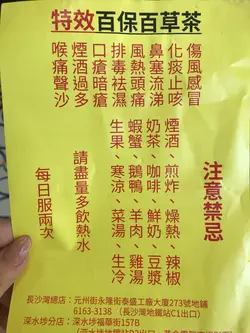 特效百保百草茶
傷風感冒
化痰止咳
鼻塞流涕
風熱頭痛
排毒祛濕
口瘡暗瘡
煙酒過多
喉痛聲沙
注意禁忌
煙酒、煎炸、燥熱、辣椒
奶茶、咖啡、鮮奶、豆漿
蝦蟹、鵝鴨、羊肉、雞湯
生果、寒涼、菜湯、生冷
請盡量多飲熱水
每日服兩次
長沙灣總店：元州街永隆街泰盛工廠大廈273號地鋪
6163-3138（長沙灣地鐵站C1出口）
深水埗分店：深水埗福華街157B